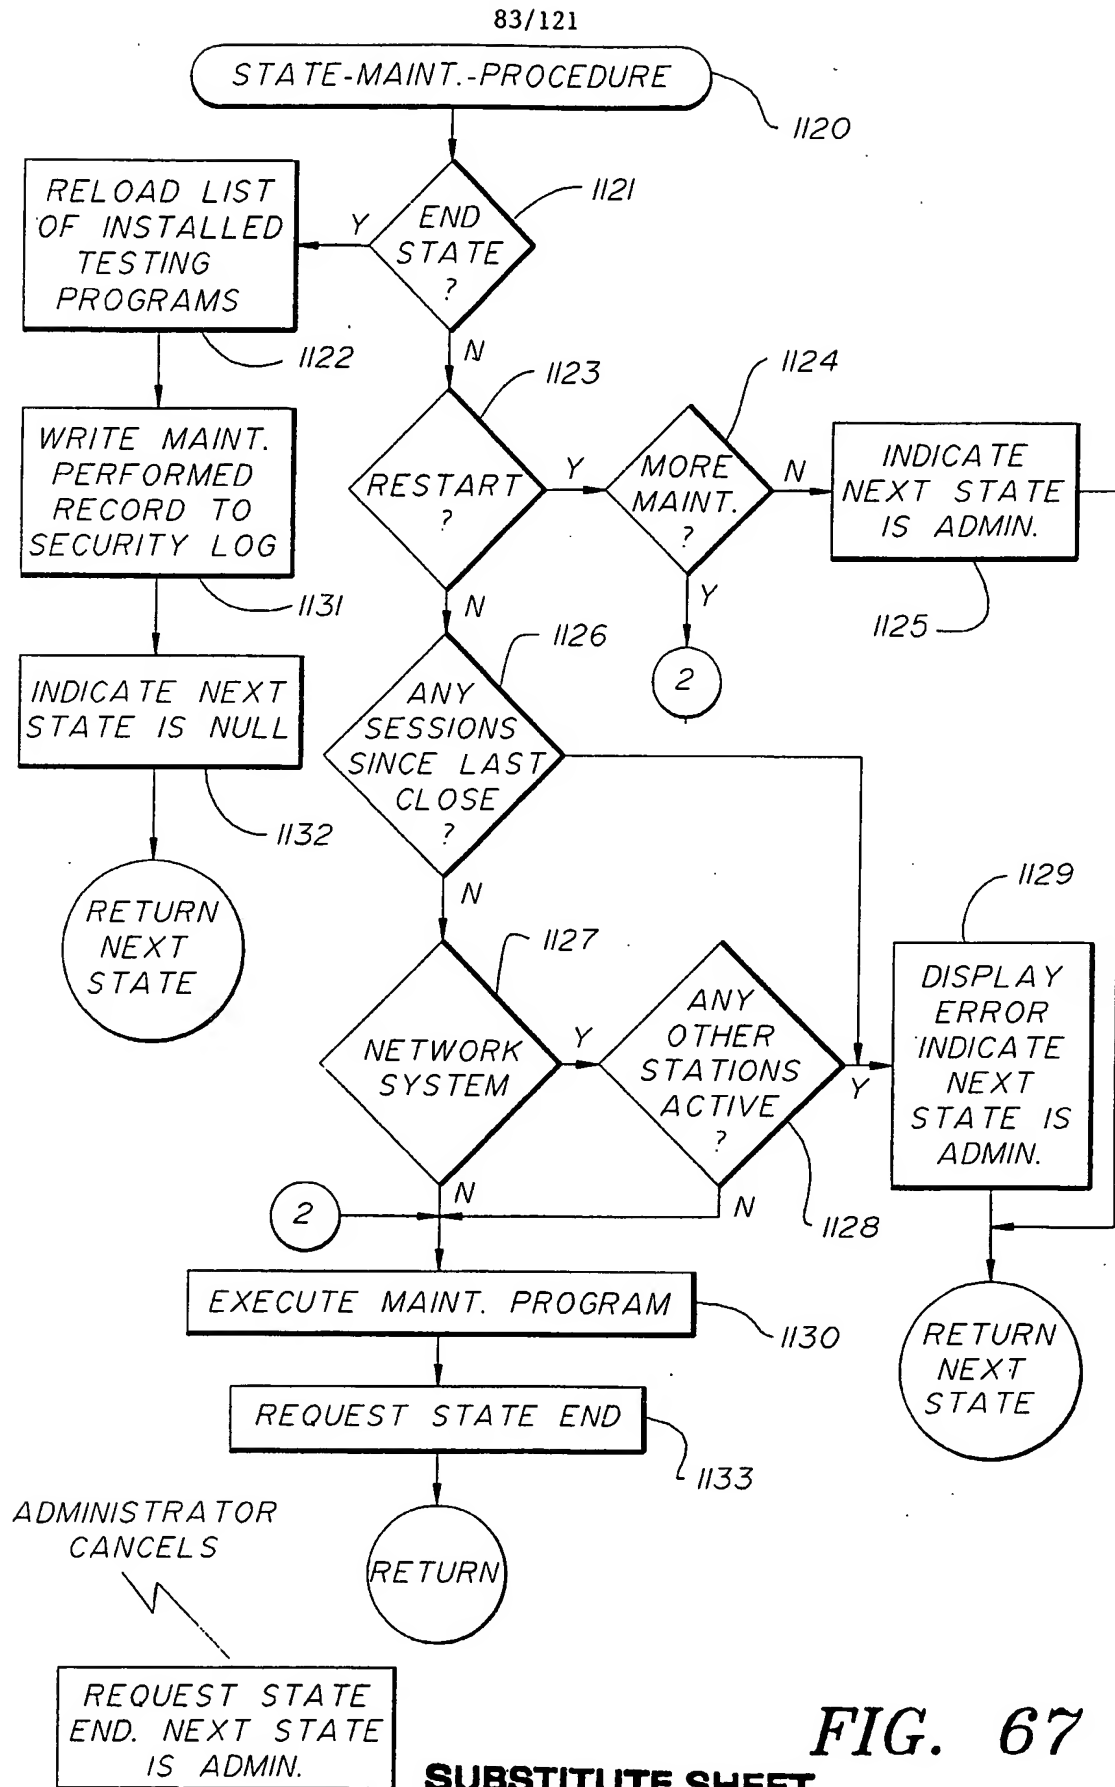 83/121
STATE-MAINT.-PROCEDURE
1120
RELOAD LIST
OF INSTALLED
TESTING
PROGRAMS
1122
Y
END
STATE
?
1121
N
WRITE MAINT.
PERFORMED
RECORD TO
SECURITY LOG
1131
RESTART
?
1123
Y
MORE
MAINT.
?
1124
N
INDICATE
NEXT STATE
IS ADMIN.
1125
Y
2
N
INDICATE NEXT
STATE IS NULL
1132
RETURN
NEXT
STATE
ANY
SESSIONS
SINCE LAST
CLOSE
?
1126
N
NETWORK
SYSTEM
1127
Y
ANY
OTHER
STATIONS
ACTIVE
?
1128
Y
DISPLAY
ERROR
INDICATE
NEXT
STATE IS
ADMIN.
1129
N
N
2
EXECUTE MAINT. PROGRAM
1130
RETURN
NEXT
STATE
REQUEST STATE END
1133
RETURN
ADMINISTRATOR
CANCELS
REQUEST STATE
END. NEXT STATE
IS ADMIN.
FIG. 67
SUBSTITUTE SHEET